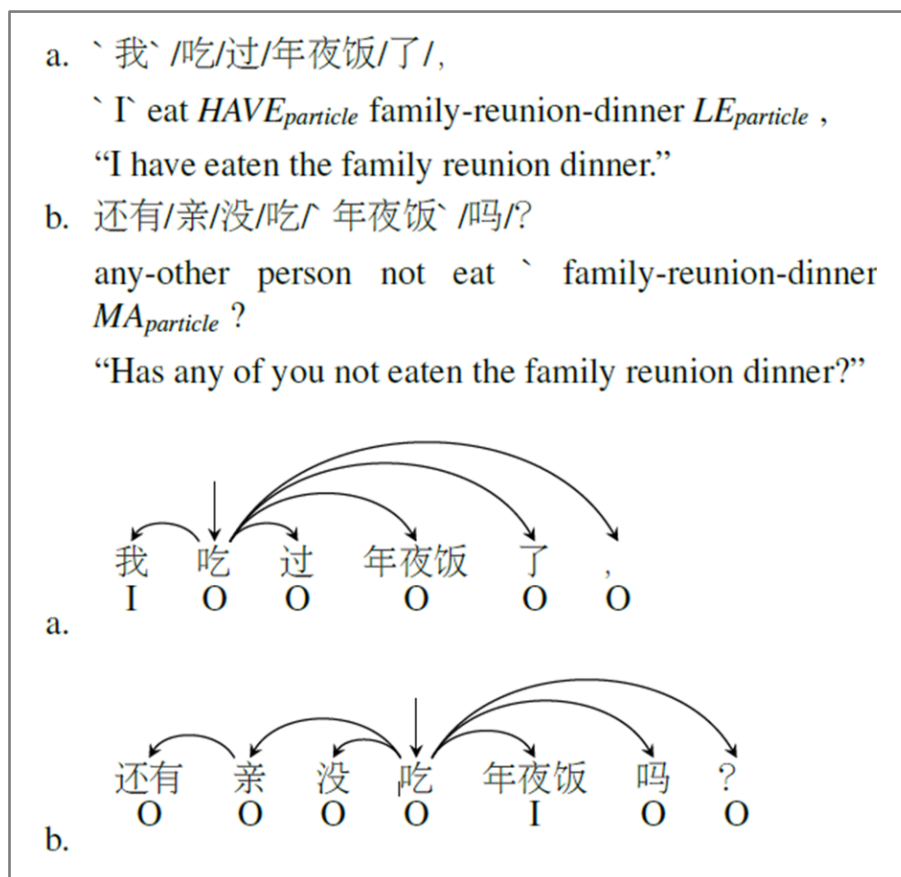 a. ` 我` /吃/过/年夜饭/了/,
` I` eat HAVEparticle family-reunion-dinner LEparticle ,
“I have eaten the family reunion dinner.”
b. 还有/亲/没/吃/` 年夜饭` /吗/?
any-other person not eat ` family-reunion-dinner
MAparticle ?
“Has any of you not eaten the family reunion dinner?”
我 吃 过 年夜饭 了 ,
I O O O O O
a.
还有 亲 没 吃 年夜饭 吗 ?
O O O O I O O
b.